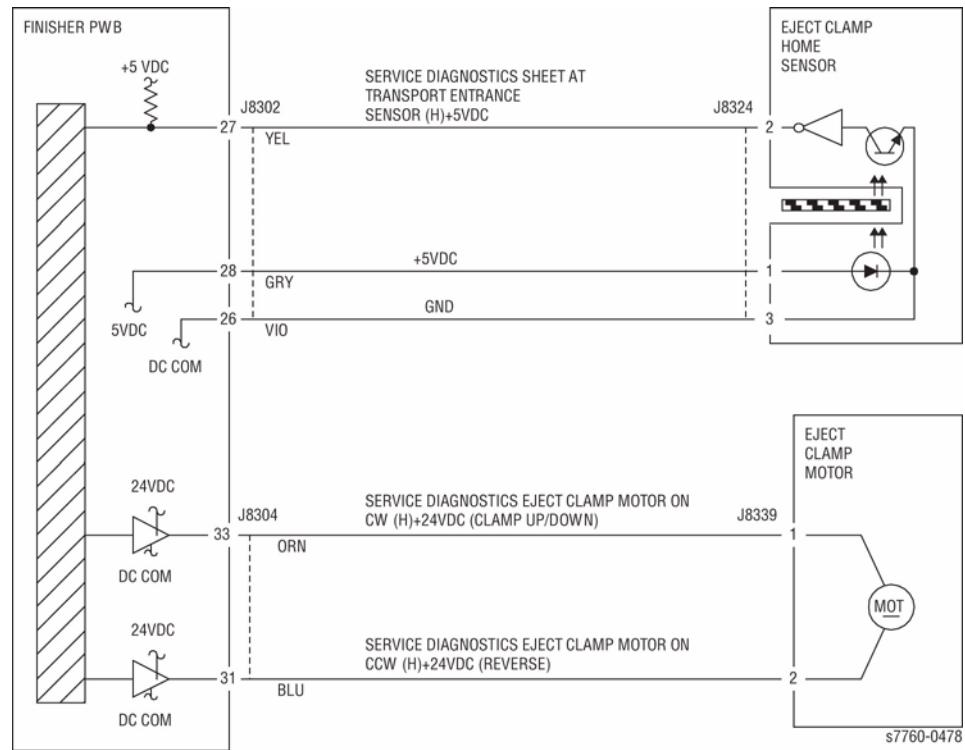 FINISHER PWB
+5 VDC
J8302
27
YEL
SERVICE DIAGNOSTICS SHEET AT
TRANSPORT ENTRANCE
SENSOR (H)+5VDC
J8324
2
EJECT CLAMP
HOME
SENSOR
28
GRY
+5VDC
1
5VDC
26
VIO
GND
3
DC COM
24VDC
DC COM
J8304
33
ORN
SERVICE DIAGNOSTICS EJECT CLAMP MOTOR ON
CW (H)+24VDC (CLAMP UP/DOWN)
J8339
1
EJECT
CLAMP
MOTOR
MOT
24VDC
DC COM
31
BLU
SERVICE DIAGNOSTICS EJECT CLAMP MOTOR ON
CCW (H)+24VDC (REVERSE)
2
s7760-0478